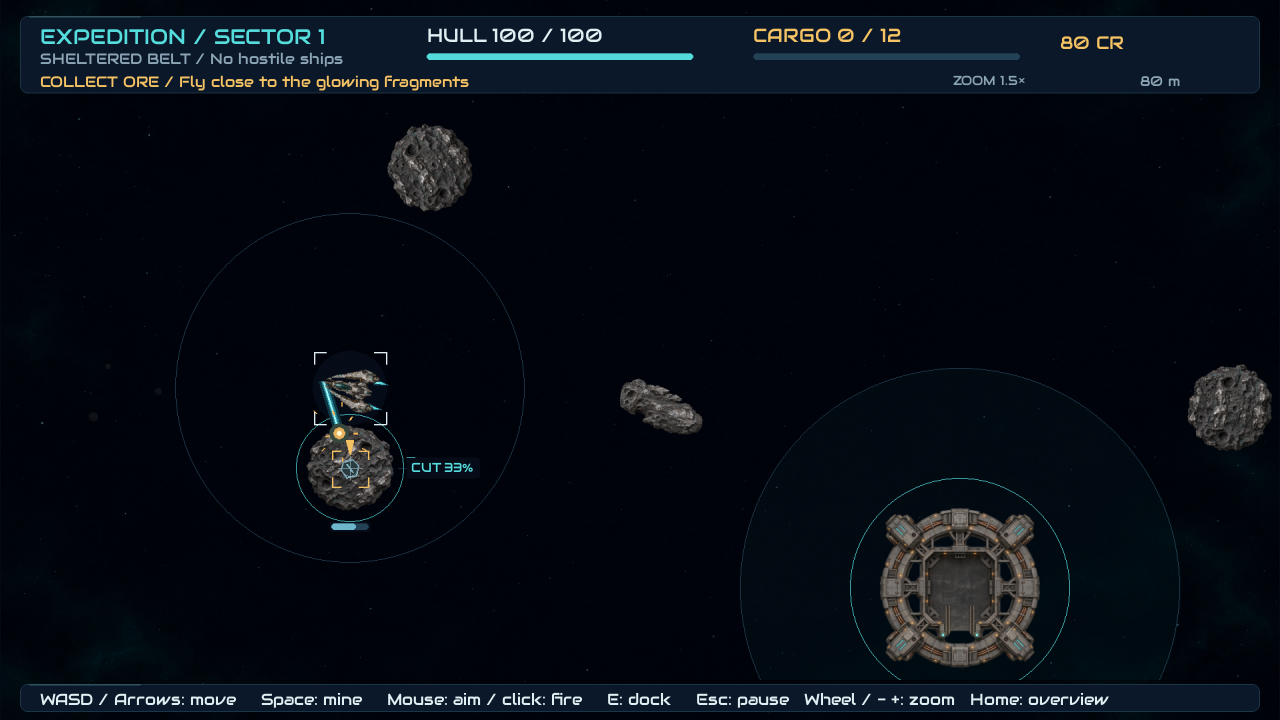 EXPEDITION / SECTOR 1
SHELTERED BELT / No hostile ships
COLLECT ORE / Fly close to the glowing fragments
HULL 100 / 100
CARGO 0 / 12
80 CR
ZOOM 1.5×
80 m
CUT 33%
WASD / Arrows: move
Space: mine
Mouse: aim / click: fire
E: dock
Esc: pause
Wheel / - +: zoom
Home: overview